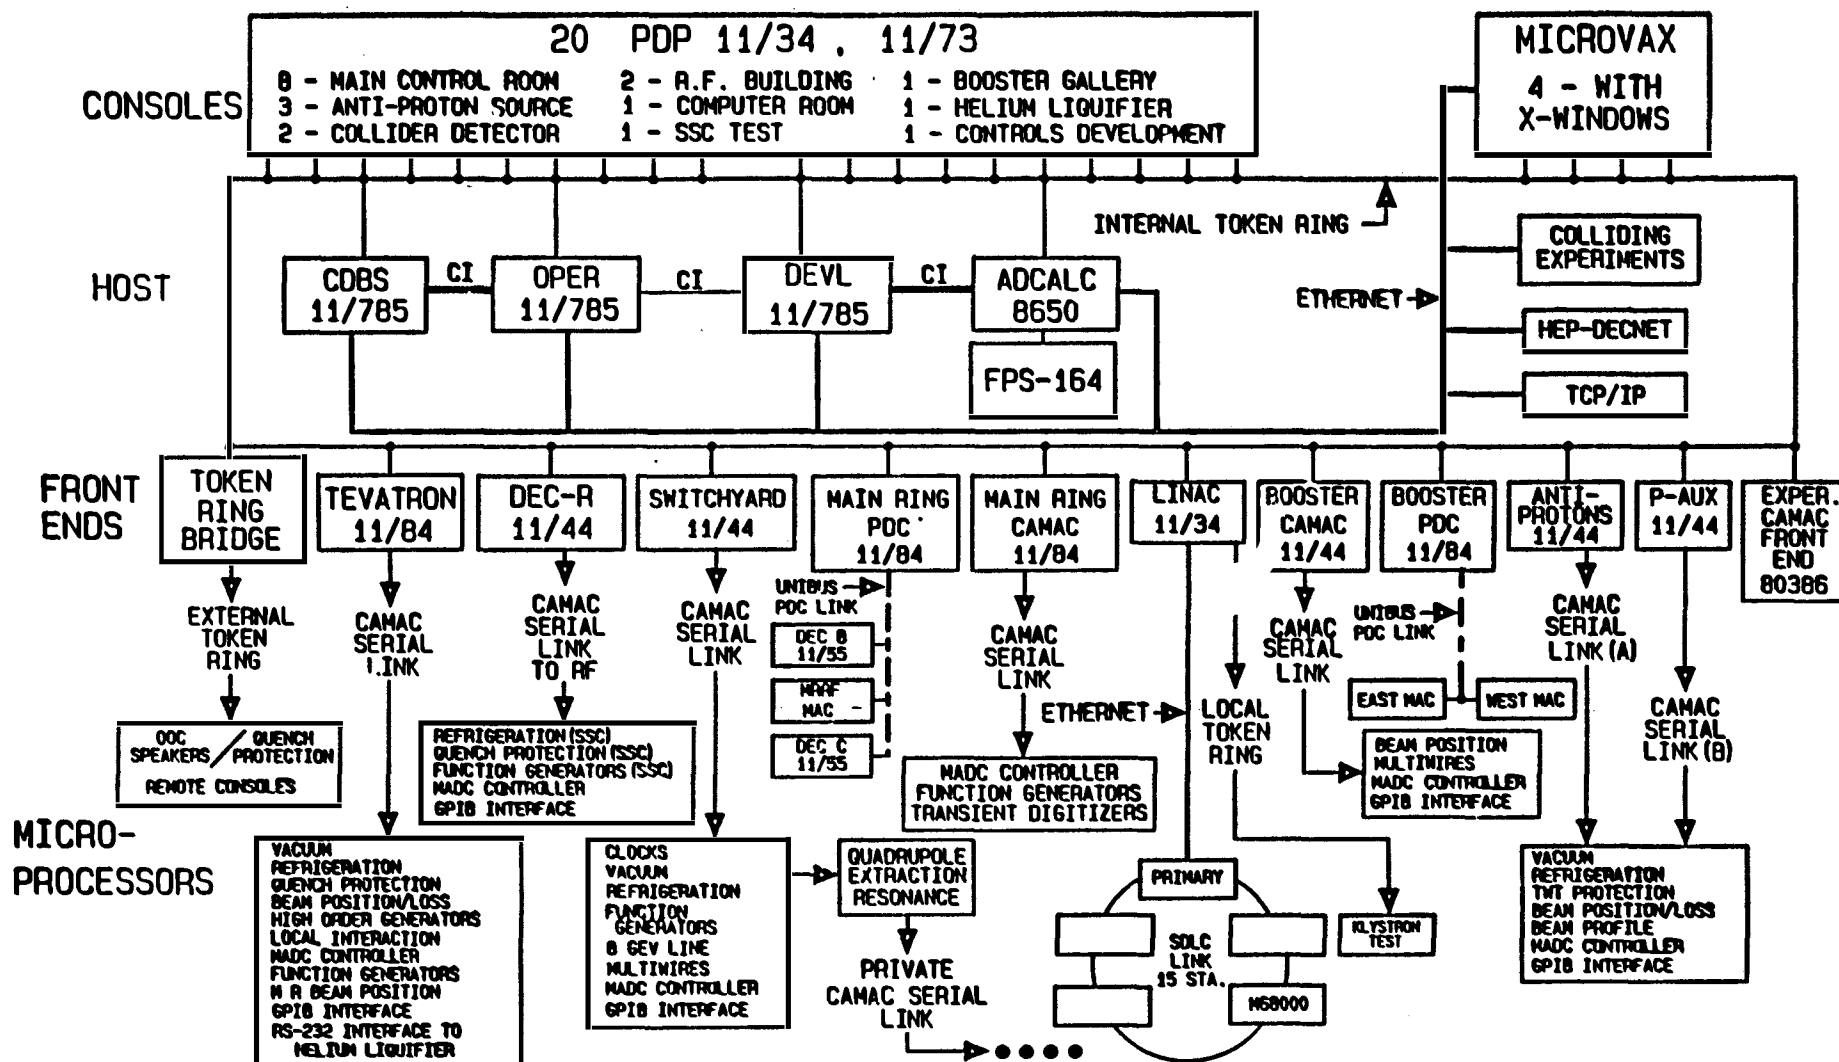 20 PDP 11/34 , 11/73
8 - MAIN CONTROL ROOM
2 - R.F. BUILDING
1 - BOOSTER GALLERY
CONSOLES
3 - ANTI-PROTON SOURCE
1 - COMPUTER ROOM
1 - HELIUM LIQUIFIER
2 - COLLIDER DETECTOR
1 - SSC TEST
1 - CONTROLS DEVELOPMENT
MICROVAX
4 - WITH
X-WINDOWS
INTERNAL TOKEN RING
HOST
CDBS
11/785
CI
OPER
11/785
CI
DEVL
11/785
CI
ADCALC
8650
FPS-164
ETHERNET
COLLIDING
EXPERIMENTS
HEP-DECNET
TCP/IP
FRONT
ENDS
TOKEN
RING
BRIDGE
TEVATRON
11/84
DEC-R
11/44
SWITCHYARD
11/44
MAIN RING
PDC
11/84
MAIN RING
CAMAC
11/84
LINAC
11/34
BOOSTER
CAMAC
11/44
BOOSTER
PDC
11/84
ANTI-
PROTONS
11/44
P-AUX
11/44
EXPER.
CAMAC
FRONT
END
80386
EXTERNAL
TOKEN
RING
CAMAC
SERIAL
LINK
CAMAC
SERIAL
LINK
TO RF
CAMAC
SERIAL
LINK
UNIBUS
PDC LINK
DEC B
11/55
MRRF
MAC
DEC C
11/55
CAMAC
SERIAL
LINK
ETHERNET
LOCAL
TOKEN
RING
CAMAC
SERIAL
LINK
UNIBUS
PDC LINK
EAST MAC
WEST MAC
CAMAC
SERIAL
LINK (A)
CAMAC
SERIAL
LINK (B)
MICRO-
PROCESSORS
OOC
SPEAKERS / QUENCH
PROTECTION
REMOTE CONSOLES
REFRIGERATION (SSC)
QUENCH PROTECTION (SSC)
FUNCTION GENERATORS (SSC)
MADC CONTROLLER
GPIB INTERFACE
MADC CONTROLLER
FUNCTION GENERATORS
TRANSIENT DIGITIZERS
BEAM POSITION
MULTIWIRES
MADC CONTROLLER
GPIB INTERFACE
VACUUM
REFRIGERATION
QUENCH PROTECTION
BEAM POSITION/LOSS
HIGH ORDER GENERATORS
LOCAL INTERACTION
MADC CONTROLLER
FUNCTION GENERATORS
M R BEAM POSITION
GPIB INTERFACE
RS-232 INTERFACE TO
HELIUM LIQUIFIER
CLOCKS
VACUUM
REFRIGERATION
FUNCTION
GENERATORS
8 GEV LINE
MULTIWIRES
MADC CONTROLLER
GPIB INTERFACE
QUADRUPOLE
EXTRACTION
RESONANCE
PRIVATE
CAMAC SERIAL
LINK
PRIMARY
SDLC
LINK
15 STA.
M68000
KLYSTRON
TEST
VACUUM
REFRIGERATION
TWT PROTECTION
BEAM POSITION/LOSS
BEAM PROFILE
MADC CONTROLLER
GPIB INTERFACE